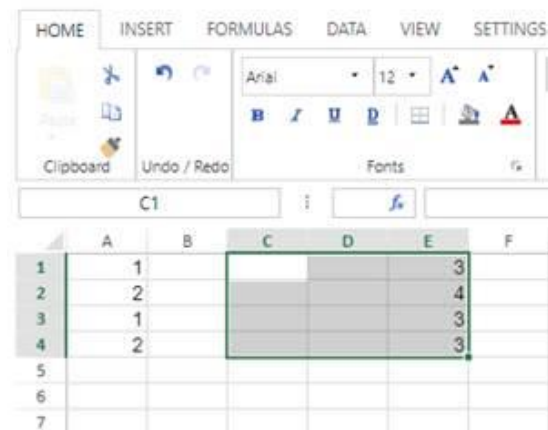 HOME INSERT FORMULAS DATA VIEW SETTINGS
Arial 12 A A
B I U D A
Clipboard Undo / Redo Fonts
C1 fx
A B C D E F
1 1 3
2 2 4
3 1 3
4 2 3
5
6
7